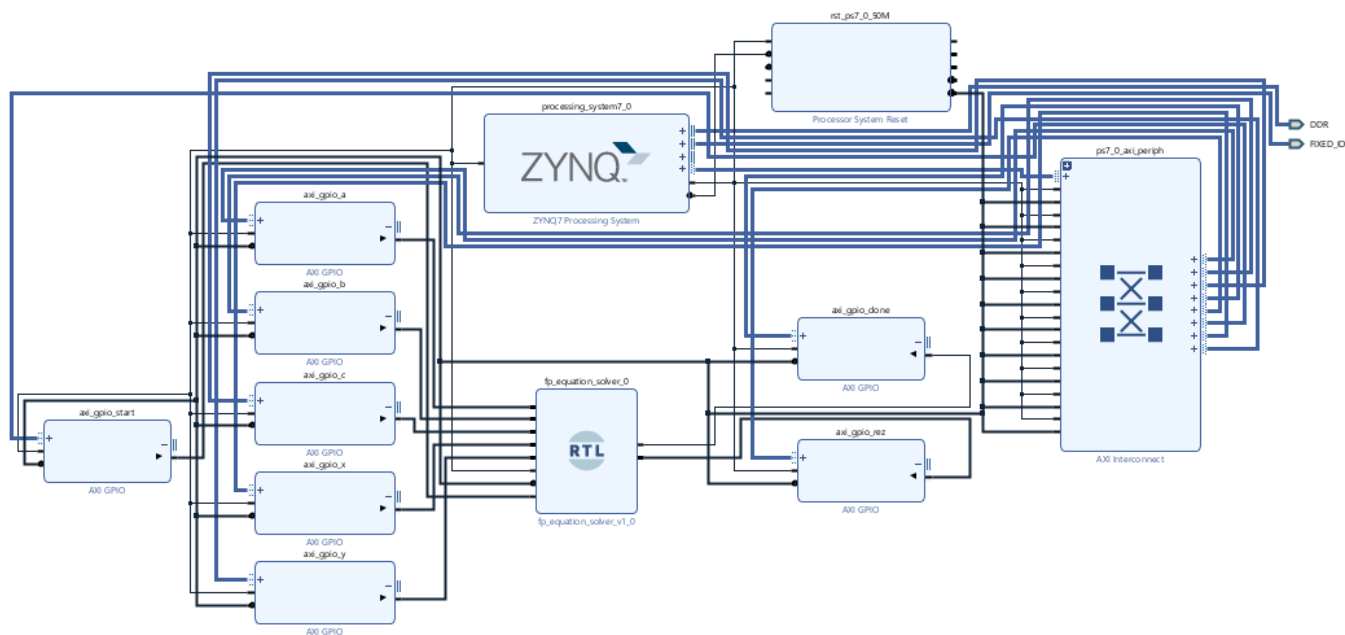 rst_ps7_0_50M
Processor System Reset
processing_system7_0
ZYNQ
ZYNQ7 Processing System
DDR
FIXED_IO
ps7_0_axi_periph
AXI Interconnect
axi_gpio_a
AXI GPIO
axi_gpio_b
AXI GPIO
axi_gpio_c
AXI GPIO
axi_gpio_start
AXI GPIO
axi_gpio_x
AXI GPIO
axi_gpio_y
AXI GPIO
fp_equation_solver_0
RTL
fp_equation_solver_v1_0
axi_gpio_done
AXI GPIO
axi_gpio_rez
AXI GPIO